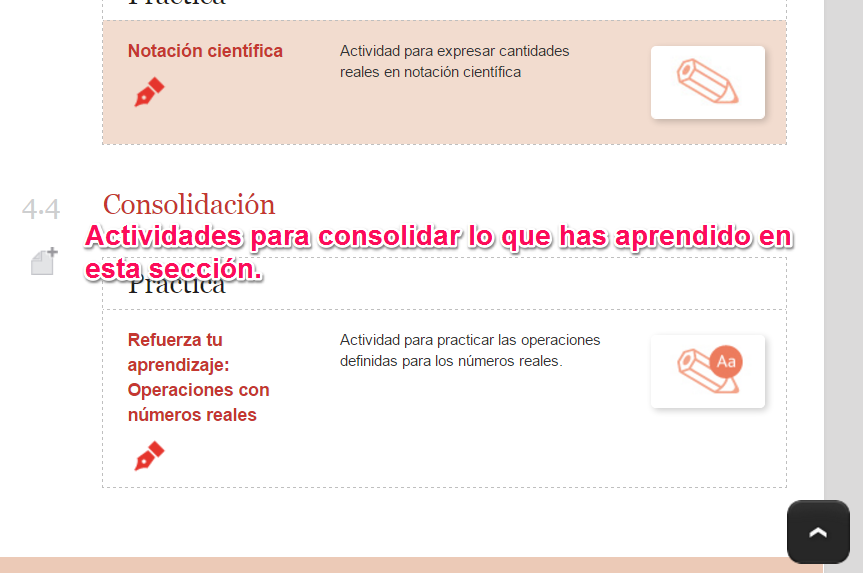 Práctica
Notación científica
Actividad para expresar cantidades
reales en notación científica
4.4
Consolidación
Actividades para consolidar lo que has aprendido en
esta sección.
Práctica
Refuerza tu
aprendizaje:
Operaciones con
números reales
Actividad para practicar las operaciones
definidas para los números reales.
Aa